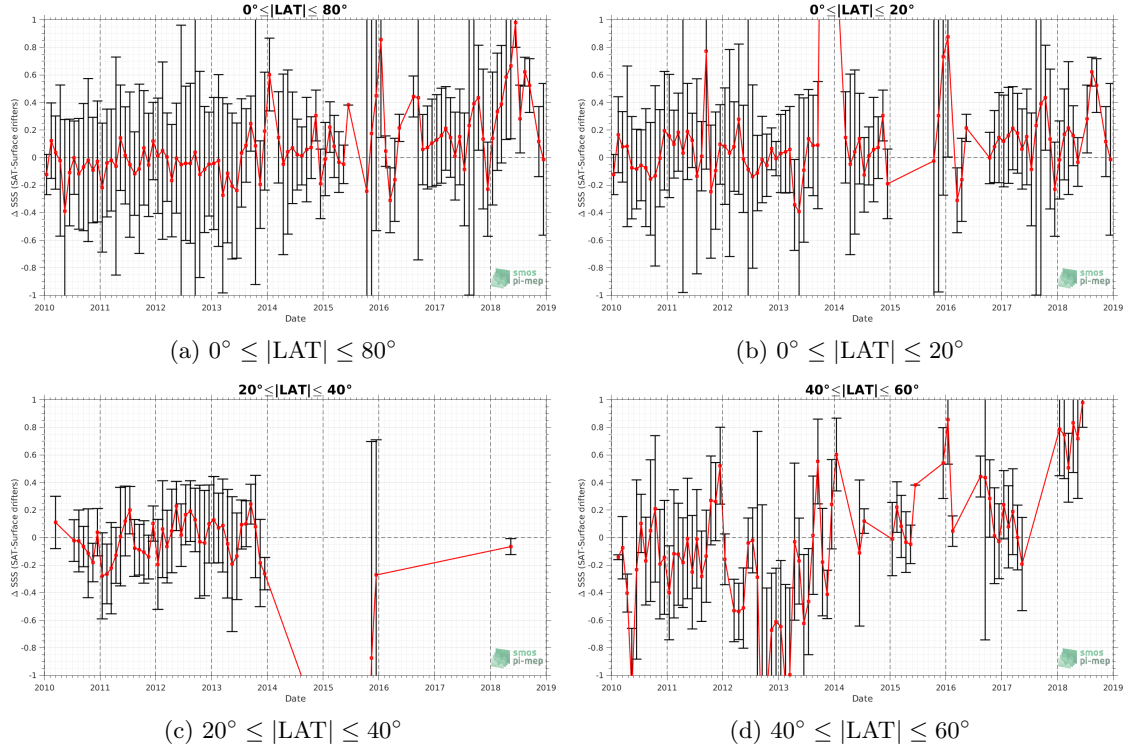 0°≤|LAT|≤ 80°
Δ SSS (SAT-Surface drifters)
1
0.8
0.6
0.4
0.2
0
-0.2
-0.4
-0.6
-0.8
-1
smos
pi-mep
2010 2011 2012 2013 2014 2015 2016 2017 2018 2019
Date
(a) 0° ≤ |LAT| ≤ 80°
0°≤|LAT|≤ 20°
Δ SSS (SAT-Surface drifters)
1
0.8
0.6
0.4
0.2
0
-0.2
-0.4
-0.6
-0.8
-1
smos
pi-mep
2010 2011 2012 2013 2014 2015 2016 2017 2018 2019
Date
(b) 0° ≤ |LAT| ≤ 20°
20°≤|LAT|≤ 40°
Δ SSS (SAT-Surface drifters)
1
0.8
0.6
0.4
0.2
0
-0.2
-0.4
-0.6
-0.8
-1
smos
pi-mep
2010 2011 2012 2013 2014 2015 2016 2017 2018 2019
Date
(c) 20° ≤ |LAT| ≤ 40°
40°≤|LAT|≤ 60°
Δ SSS (SAT-Surface drifters)
1
0.8
0.6
0.4
0.2
0
-0.2
-0.4
-0.6
-0.8
-1
smos
pi-mep
2010 2011 2012 2013 2014 2015 2016 2017 2018 2019
Date
(d) 40° ≤ |LAT| ≤ 60°